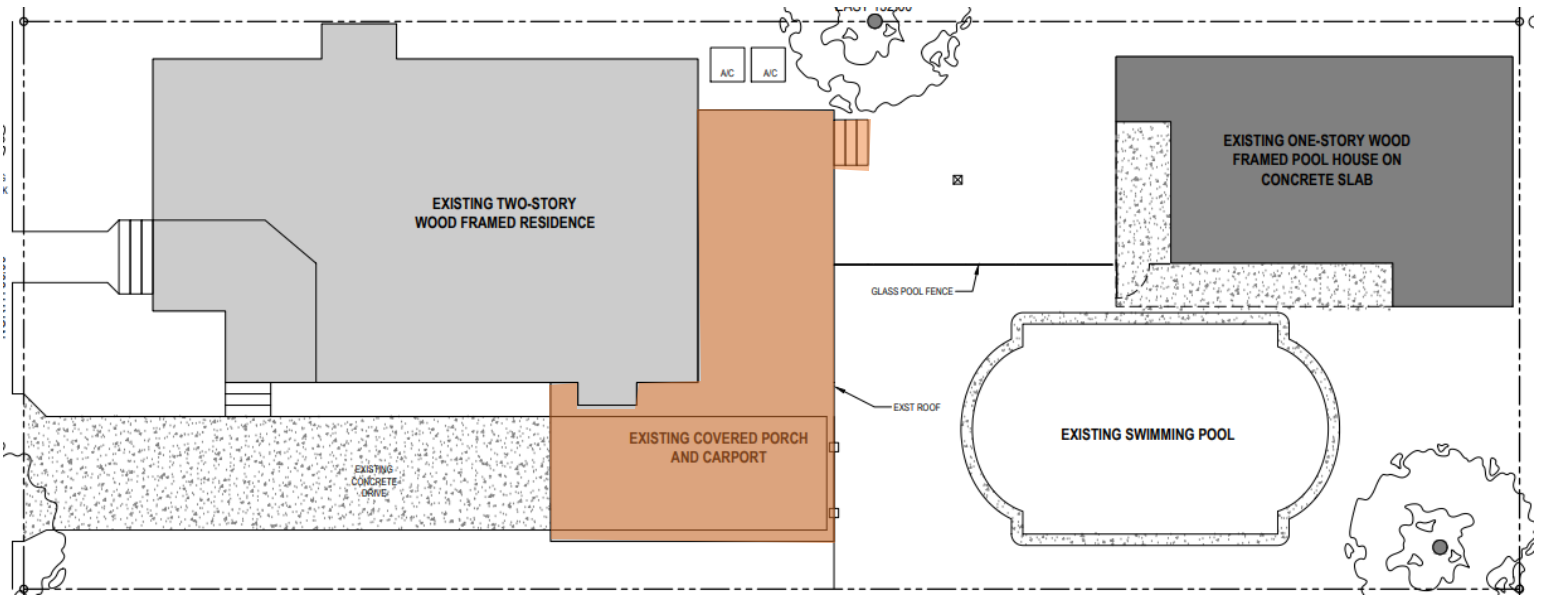 A/C
A/C
EXISTING ONE-STORY WOOD
FRAMED POOL HOUSE ON
CONCRETE SLAB
EXISTING TWO-STORY
WOOD FRAMED RESIDENCE
GLASS POOL FENCE
EXST ROOF
EXISTING COVERED PORCH
AND CARPORT
EXISTING SWIMMING POOL
EXISTING
CONCRETE
DRIVE